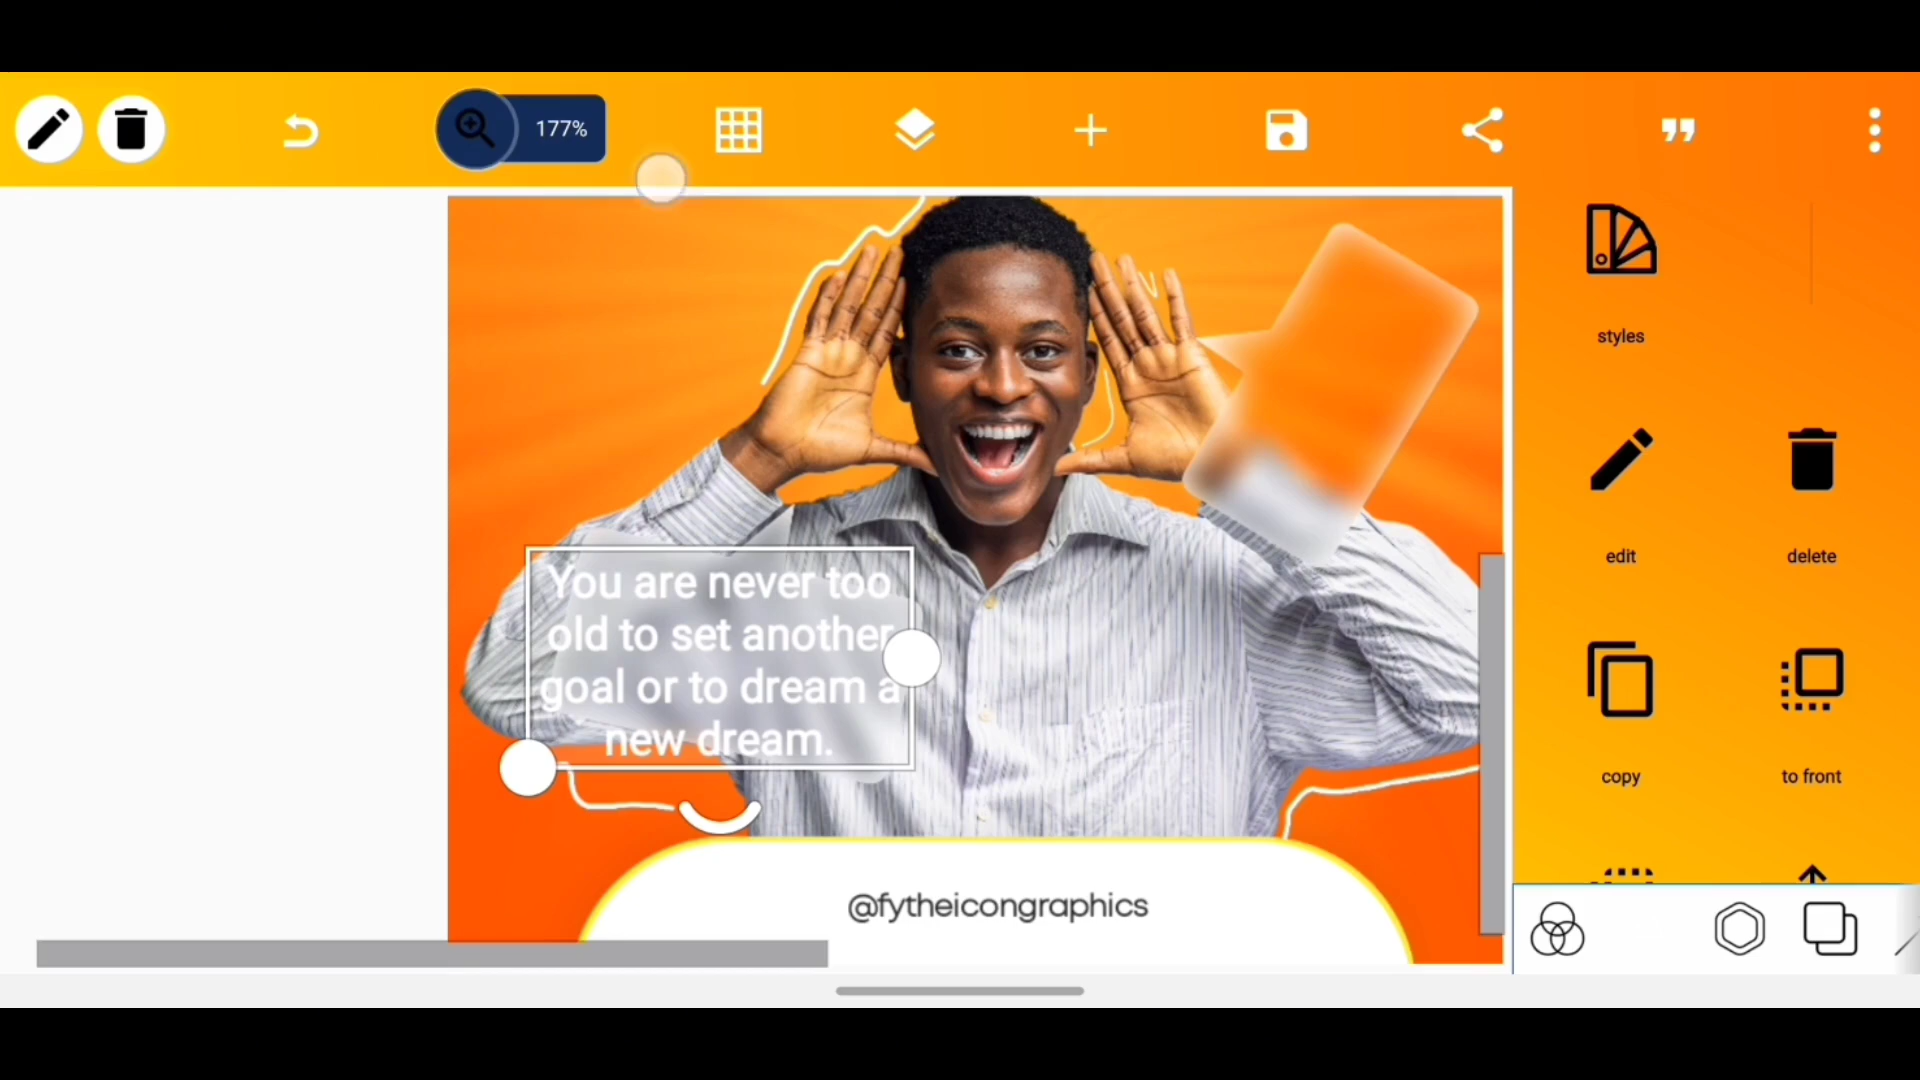 177%
styles
You are never too
old to set another
goal or to dream a
new dream.
edit
delete
copy
to front
@fytheicongraphics